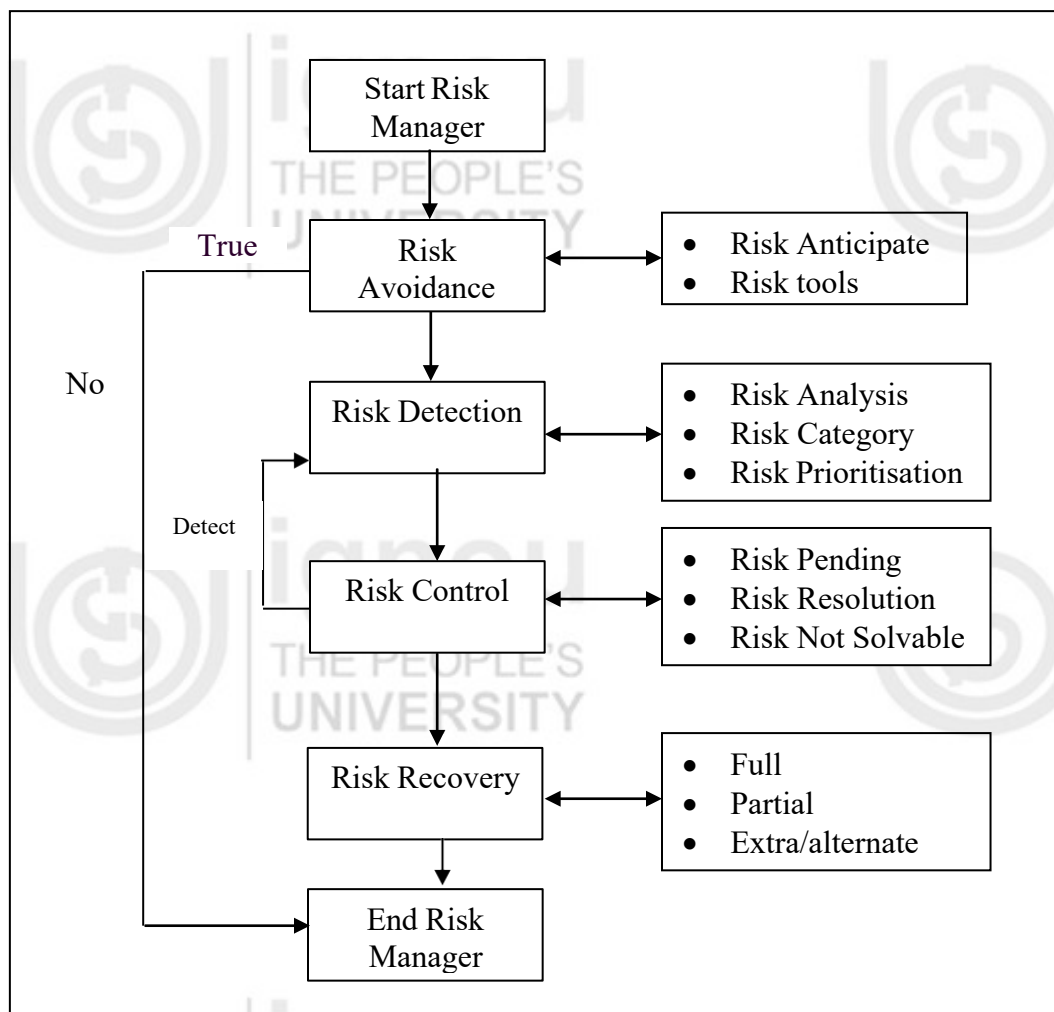 ignou
THE PEOPLE'S
UNIVERSITY
Start Risk
Manager
True
Risk
Avoidance
• Risk Anticipate
• Risk tools
No
Risk Detection
• Risk Analysis
• Risk Category
• Risk Prioritisation
Detect
ignou
Risk Control
• Risk Pending
• Risk Resolution
• Risk Not Solvable
THE PEOPLE'S
UNIVERSITY
Risk Recovery
• Full
• Partial
• Extra/alternate
End Risk
Manager